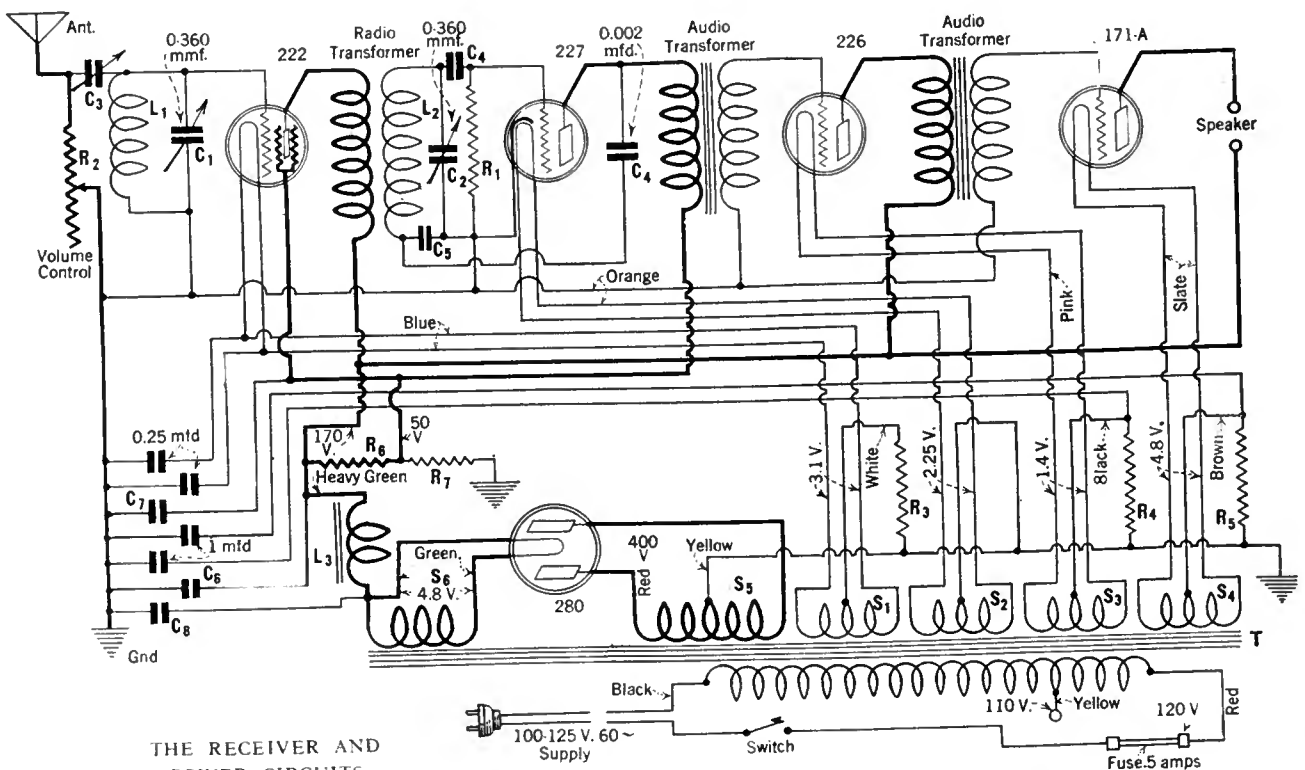 Ant.
0·360
mmf.
222
Radio
Transformer
0·360
mmf.
C4
227
0.002
mfd.
Audio
Transformer
226
Audio
Transformer
171-A
C3
L1
C1
R2
L2
C2
R1
C4
C5
Speaker
Volume
Control
Orange
Blue
Pink
Slate
0.25 mfd
170
V.
50
V
R6
Heavy Green
R7
C7
1 mfd
C6
C8
L3
Green
S6
4.8 V.
280
400
V
Red
Yellow
S5
3.1 V.
White
R3
2.25 V.
1.4 V.
Black
R4
4.8 V.
Brown
R5
S1
S2
S3
S4
T
Gnd
Black
110 V.
Yellow
Red
120 V
100-125 V. 60~
Supply
Switch
Fuse.5 amps
THE RECEIVER AND